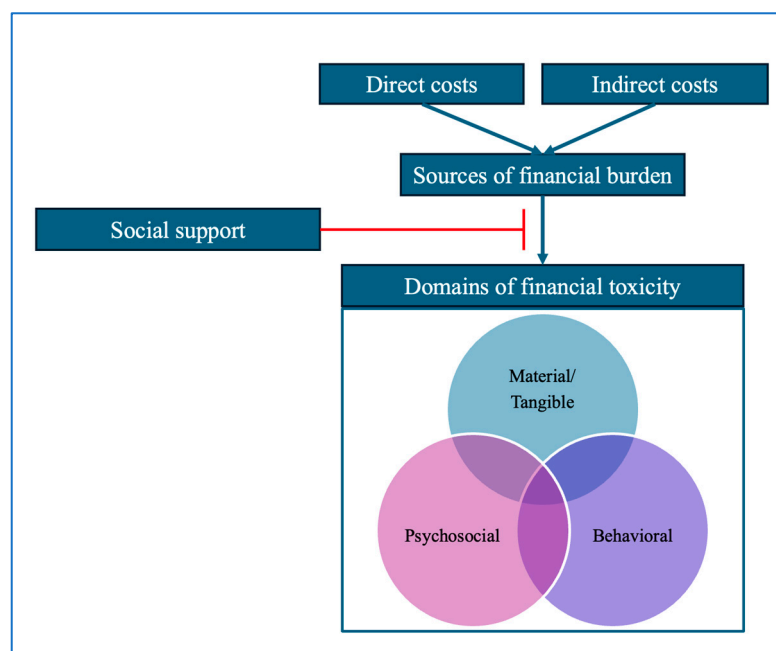 Direct costs
Indirect costs
Sources of financial burden
Social support
Domains of financial toxicity
Material/
Tangible
Psychosocial
Behavioral